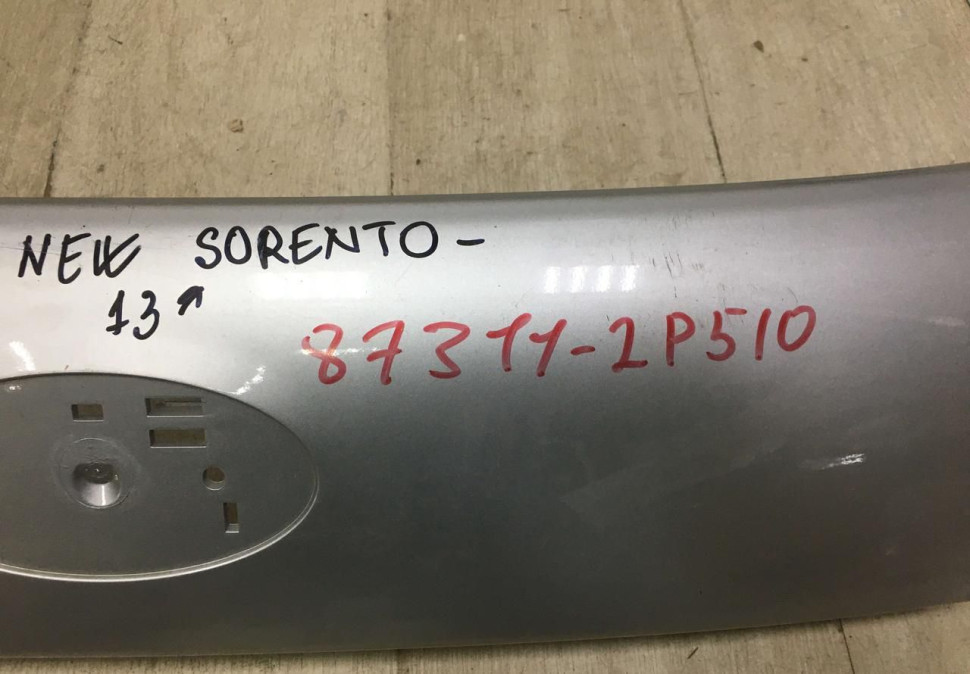 NEW SORENTO-
13↗
87311-2P510